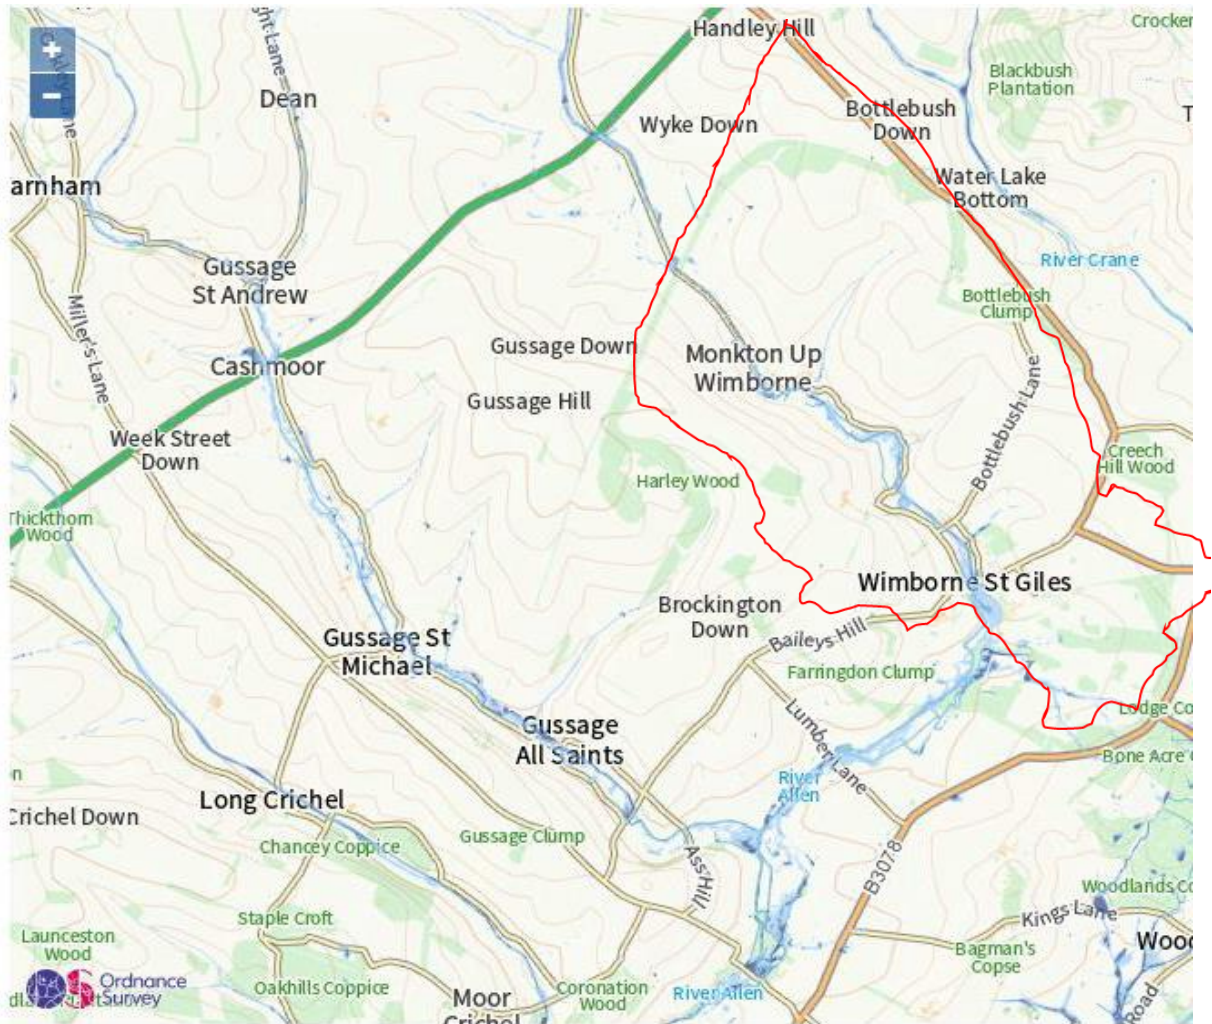 Handley Hill
Crocker
Blackbush
Plantation
Dean
Bottlebush
Down
Wyke Down
T
arnham
Water Lake
Bottom
River Crane
Gussage
St Andrew
Bottlebush
Clump
Miller's Lane
Gussage Down
Monkton Up
Wimborne
Cashmoor
Gussage Hill
Bottlebush Lane
Week Street
Down
Creech
Hill Wood
Harley Wood
Thickthorn
Wood
Wimborne St Giles
Brockington
Down
Baileys Hill
Gussage St
Michael
Farringdon Clump
Lodge Co
Lumber Lane
Gussage
All Saints
Bone Acre
River
Allen
n
Long Crichel
Crichel Down
Gussage Clump
Chancey Coppice
Ass Hill
B3078
Woodlands Co
Kings Lane
Staple Croft
Launceston
Wood
Bagman's
Copse
Wood
Ordnance
Survey
Oakhills Coppice
Coronation
Wood
River Allen
Moor
Crichel
Road